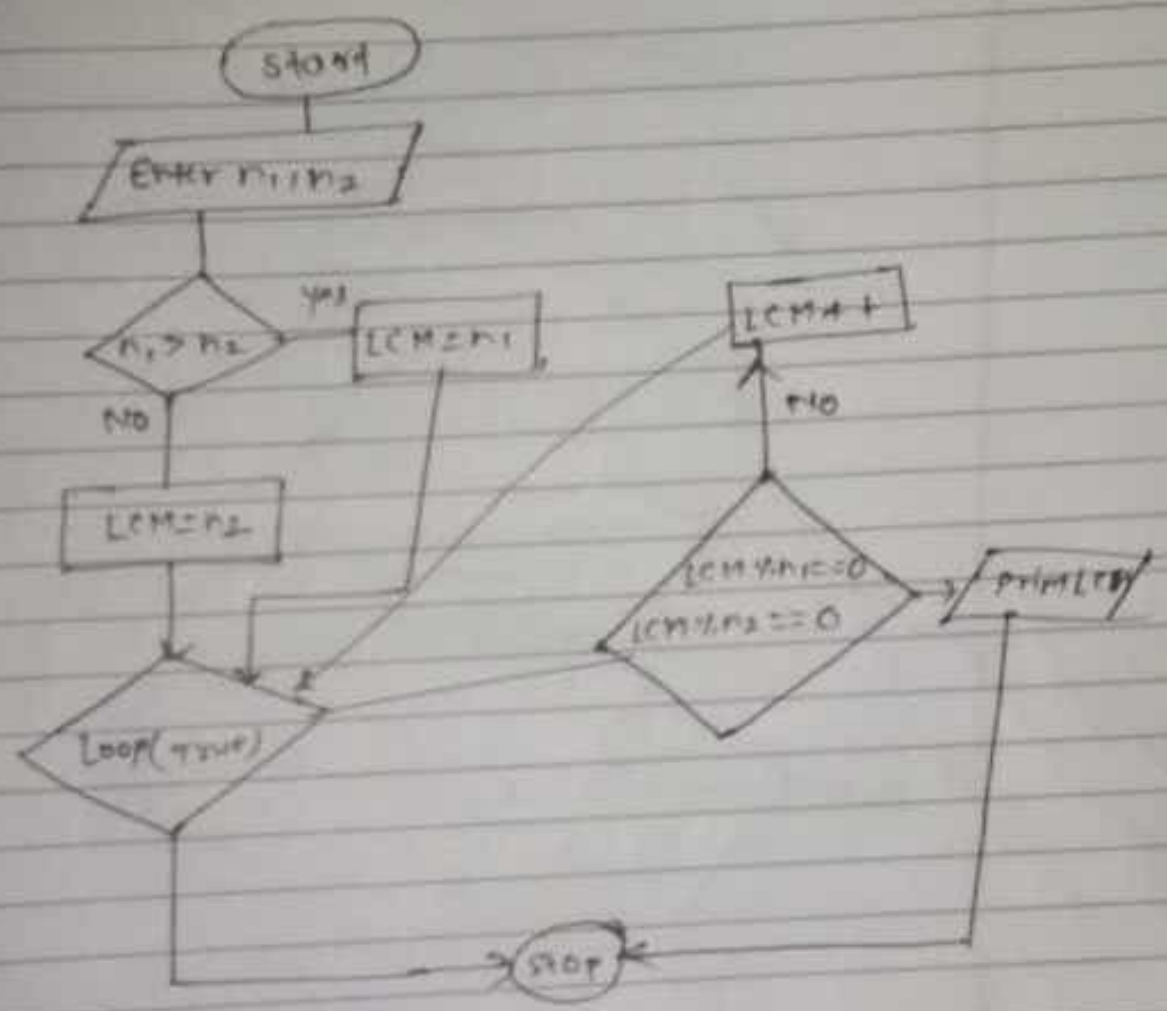 Start
Enter n1, n2
n1 > n2
yes
LCM = n1
No
LCM = n2
Loop(True)
LCM++
No
LCM % n1 == 0
LCM % n2 == 0
print LCM
Stop